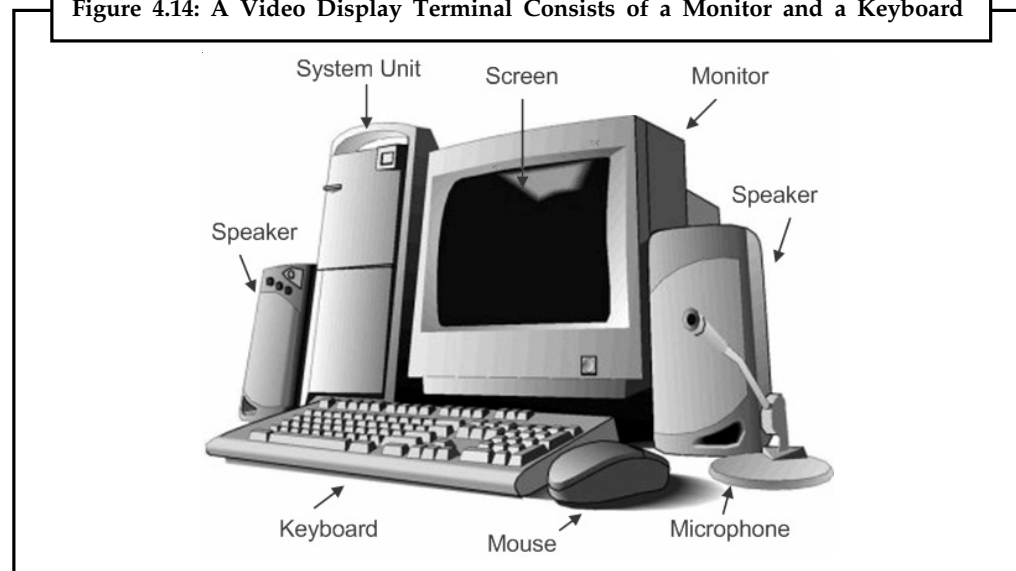 Figure 4.14: A Video Display Terminal Consists of a Monitor and a Keyboard
System Unit
Screen
Monitor
Speaker
Speaker
Keyboard
Mouse
Microphone